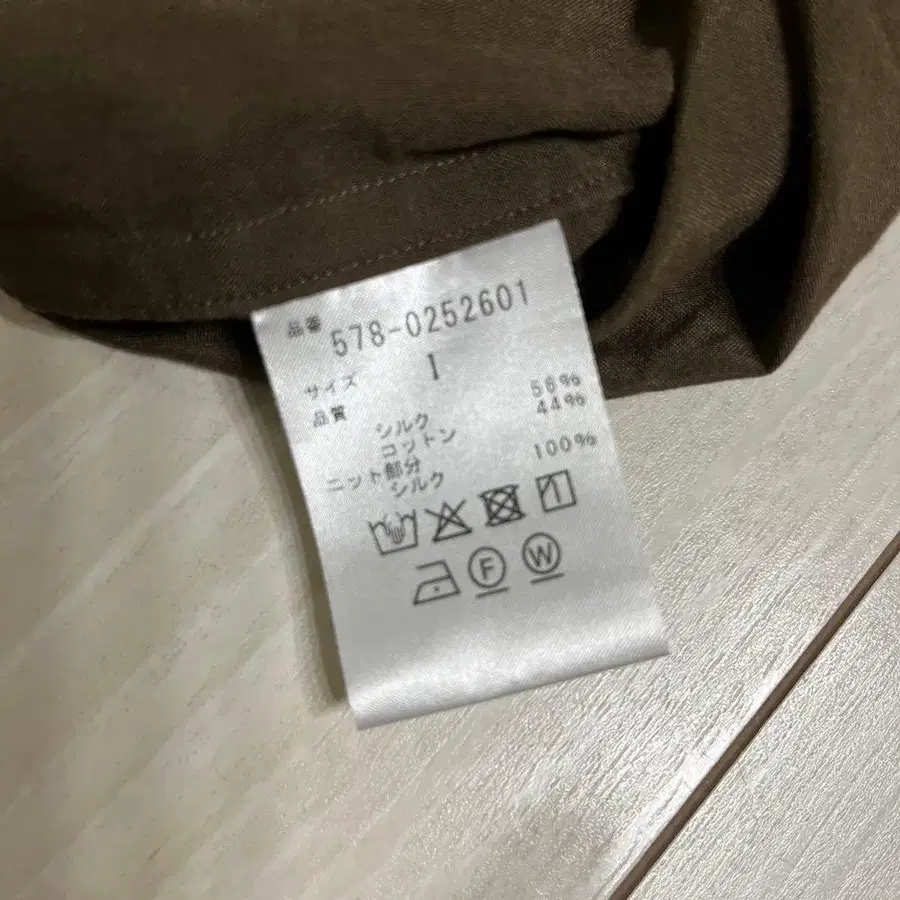 品番 578-0252601
サイズ 1
品質
シルク 56%
コットン 44%
ニット部分
シルク 100%
F W